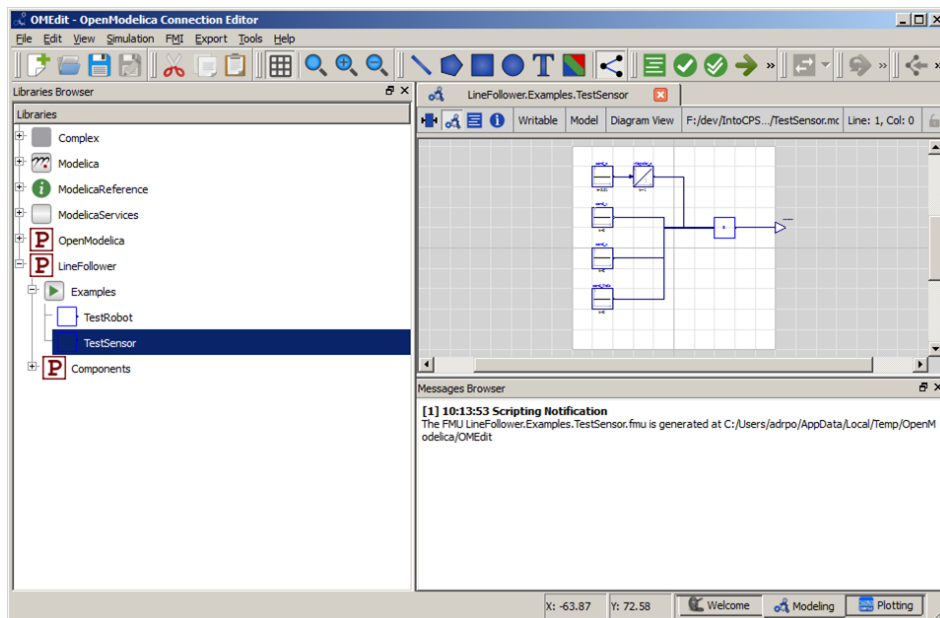 OMEdit - OpenModelica Connection Editor
File Edit View Simulation FMI Export Tools Help
Libraries Browser
Libraries
Complex
Modelica
ModelicaReference
ModelicaServices
OpenModelica
LineFollower
Examples
TestRobot
TestSensor
Components
LineFollower.Examples.TestSensor
Writable Model Diagram View F:/dev/IntoCPS.../TestSensor.mc Line: 1, Col: 0
Messages Browser
[1] 10:13:53 Scripting Notification
The FMU LineFollower.Examples.TestSensor.fmu is generated at C:/Users/adrpo/AppData/Local/Temp/OpenM
odelica/OMEdit
X: -63.87 Y: 72.58 Welcome Modeling Plotting